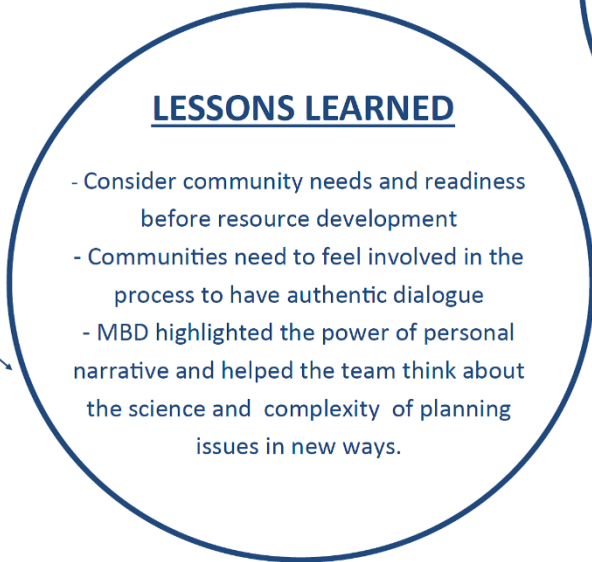 LESSONS LEARNED
- Consider community needs and readiness
before resource development
- Communities need to feel involved in the
process to have authentic dialogue
- MBD highlighted the power of personal
narrative and helped the team think about
the science and complexity of planning
issues in new ways.